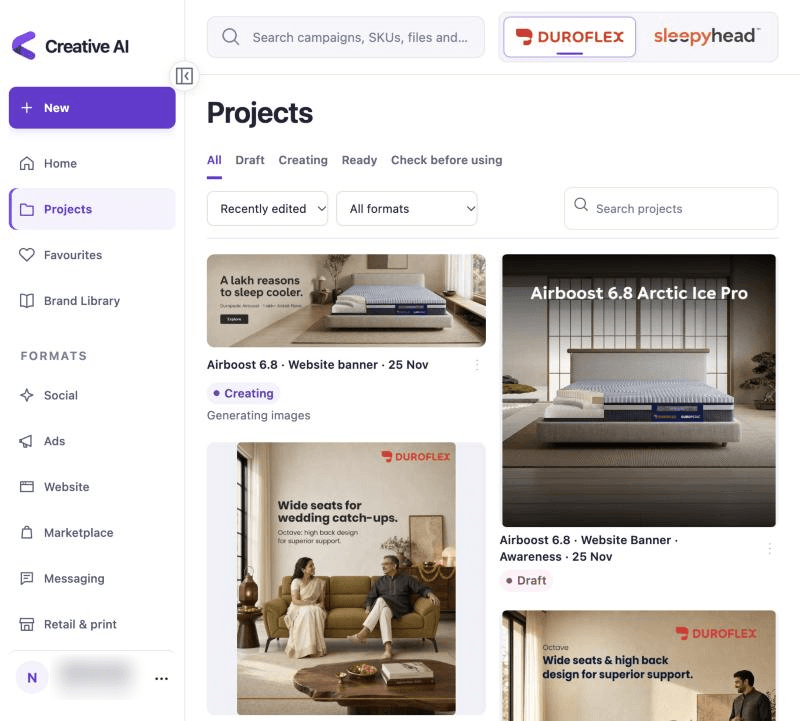 Creative AI
Search campaigns, SKUs, files and...
DUROFLEX
sleepyhead™
New
Home
Projects
Favourites
Brand Library
FORMATS
Social
Ads
Website
Marketplace
Messaging
Retail & print
N
Projects
All
Draft
Creating
Ready
Check before using
Recently edited
All formats
Search projects
A lakh reasons
to sleep cooler.
Explore
Airboost 6.8 · Website banner · 25 Nov
Creating
Generating images
DUROFLEX
Wide seats for
wedding catch-ups.
Octave: high back design
for superior support.
Airboost 6.8 Arctic Ice Pro
Airboost 6.8 · Website Banner ·
Awareness · 25 Nov
Draft
DUROFLEX
Octave
Wide seats & high back
design for superior support.